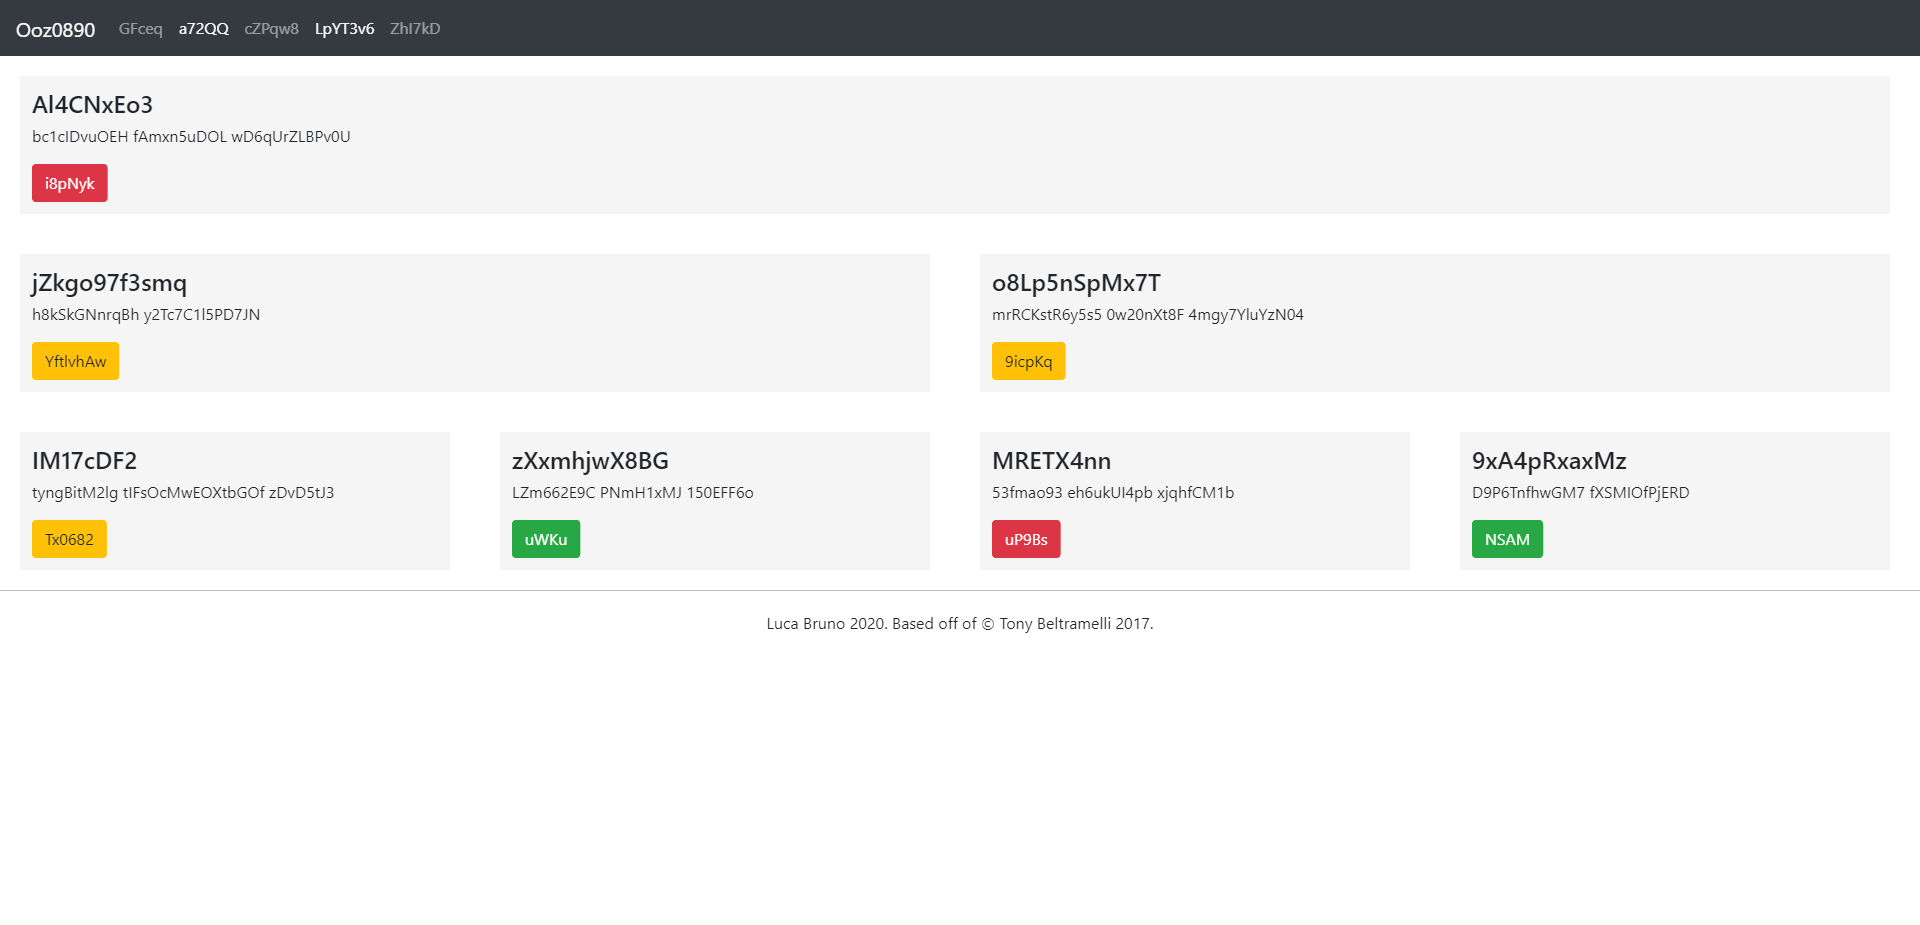 Ooz0890 GFceq a72QQ cZPqw8 LpYT3v6 ZhI7kD
Al4CNxEo3
bc1cIDvuOEH fAmxn5uDOL wD6qUrZLBPv0U
i8pNyk
jZkgo97f3smq
h8kSkGNnrqBh y2Tc7C1l5PD7JN
YftlvhAw
o8Lp5nSpMx7T
mrRCKstR6y5s5 0w20nXt8F 4mgy7YluYzN04
9icpKq
IM17cDF2
tyngBitM2lg tIFsOcMwEOXtbGOf zDvD5tJ3
Tx0682
zXxmhjwX8BG
LZm662E9C PNmH1xMJ 150EFF6o
uWKu
MRETX4nn
53fmao93 eh6ukUI4pb xjqhfCM1b
uP9Bs
9xA4pRxaxMz
D9P6TnfhwGM7 fXSMIOfPjERD
NSAM
Luca Bruno 2020. Based off of © Tony Beltramelli 2017.